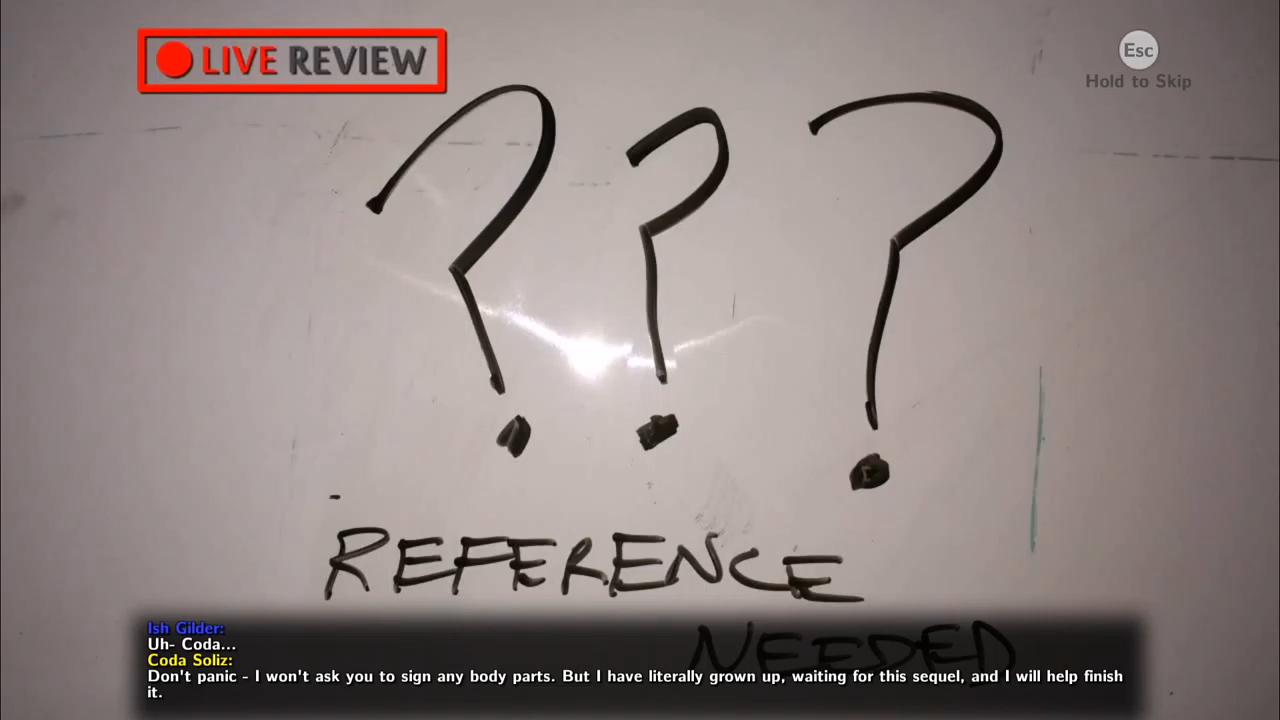 LIVE REVIEW
Esc
Hold to Skip
? ? ?
REFERENCE
NEEDED
Ish Gilder:
Uh- Coda...
Coda Soliz:
Don't panic - I won't ask you to sign any body parts. But I have literally grown up, waiting for this sequel, and I will help finish
it.